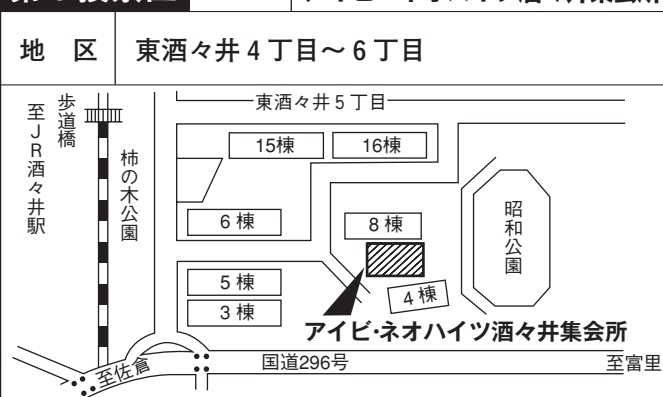 地 区 東酒々井4丁目～6丁目
東酒々井5丁目
歩道橋
至JR酒々井駅
柿の木公園
15棟
16棟
6棟
8棟
昭和公園
5棟
4棟
3棟
アイビ・ネオハイツ酒々井集会所
至佐倉
国道296号
至富里